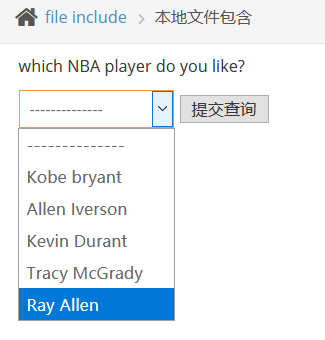 file include > 本地文件包含
which NBA player do you like?
-------------- 提交查询
--------------
Kobe bryant
Allen Iverson
Kevin Durant
Tracy McGrady
Ray Allen